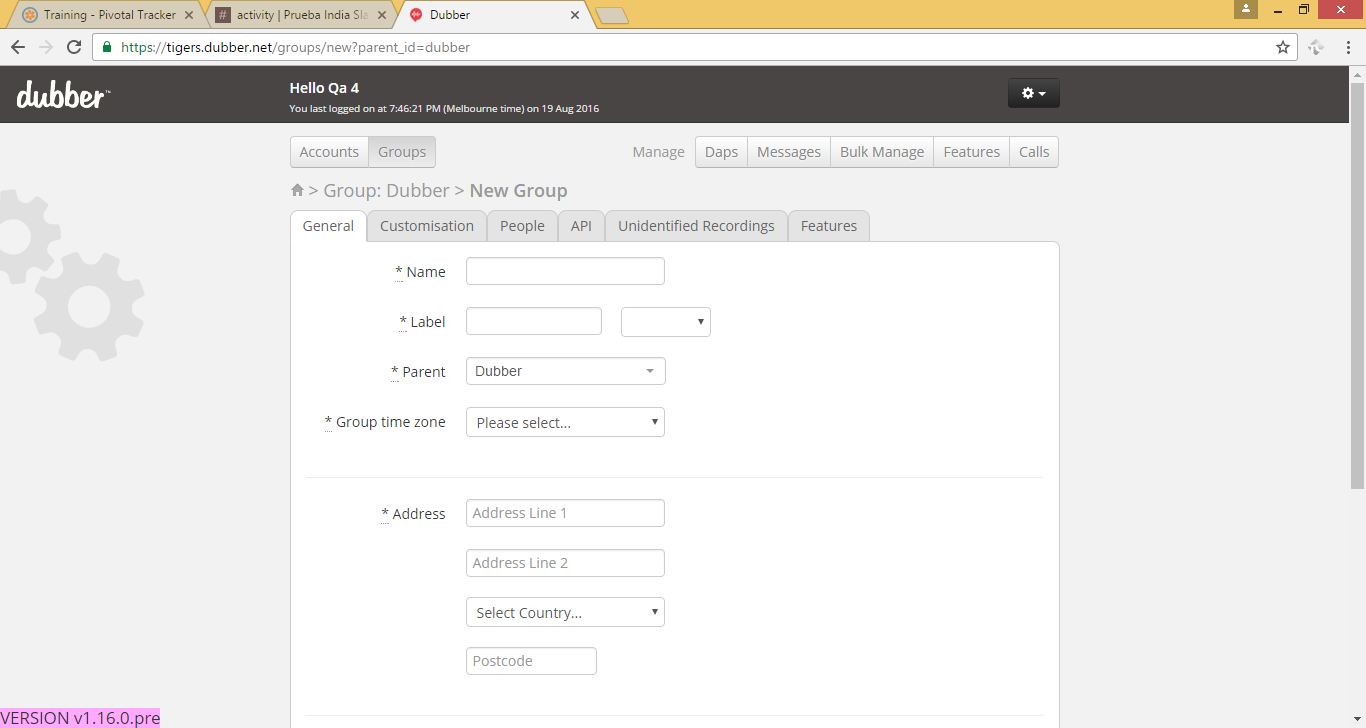 Training - Pivotal Tracker
activity | Prueba India Sla
Dubber
https://tigers.dubber.net/groups/new?parent_id=dubber
dubber™
Hello Qa 4
You last logged on at 7:46:21 PM (Melbourne time) on 19 Aug 2016
Accounts Groups Manage Daps Messages Bulk Manage Features Calls
> Group: Dubber > New Group
General Customisation People API Unidentified Recordings Features
* Name
* Label
* Parent Dubber
* Group time zone Please select...
* Address Address Line 1
Address Line 2
Select Country...
Postcode
VERSION v1.16.0.pre